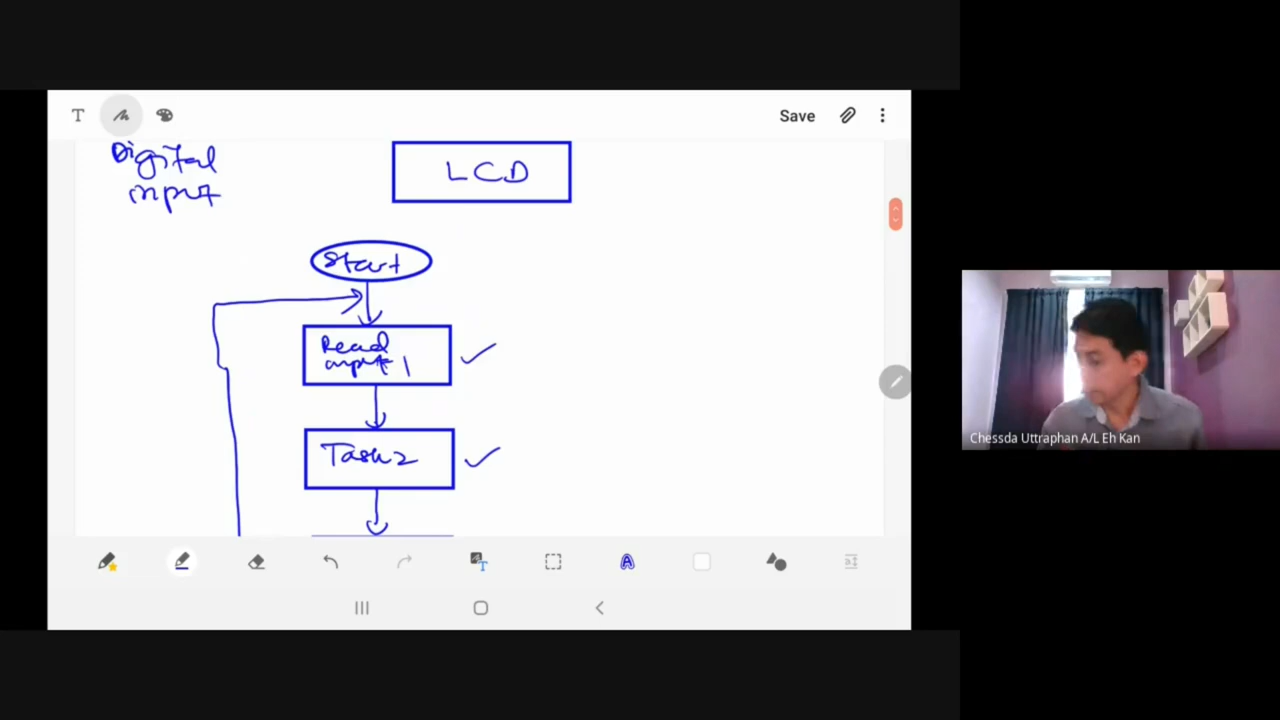 T
Save
Digital
input
LCD
Start
Read
input 1
Task 2
T
A
Chessda Uttraphan A/L Eh Kan